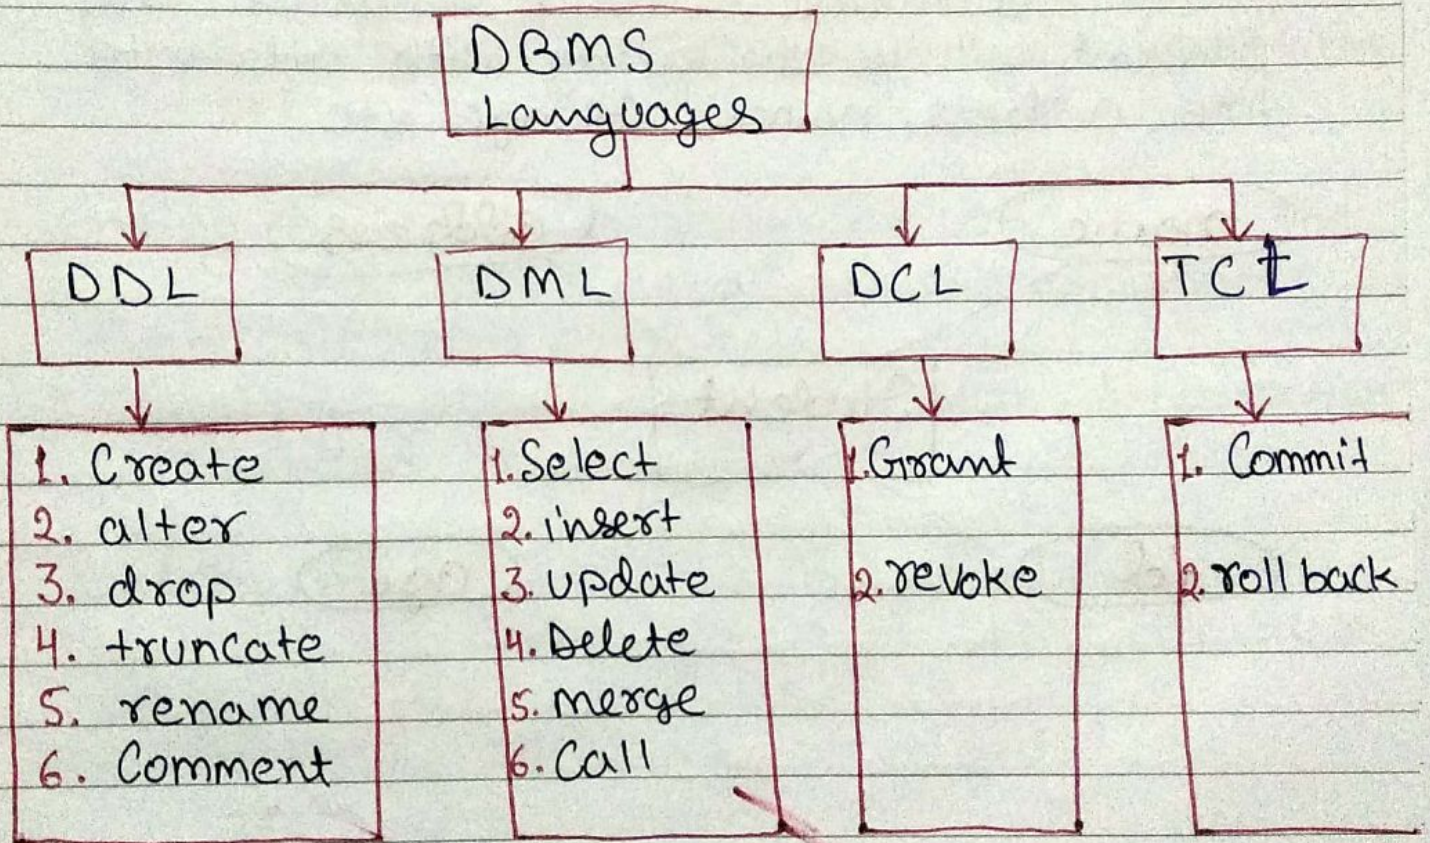 DBMS
Languages
DDL
DML
DCL
TCL
1. Create
2. alter
3. drop
4. truncate
5. rename
6. Comment
1. Select
2. insert
3. update
4. Delete
5. merge
6. Call
1. Grant
2. revoke
1. Commit
2. roll back